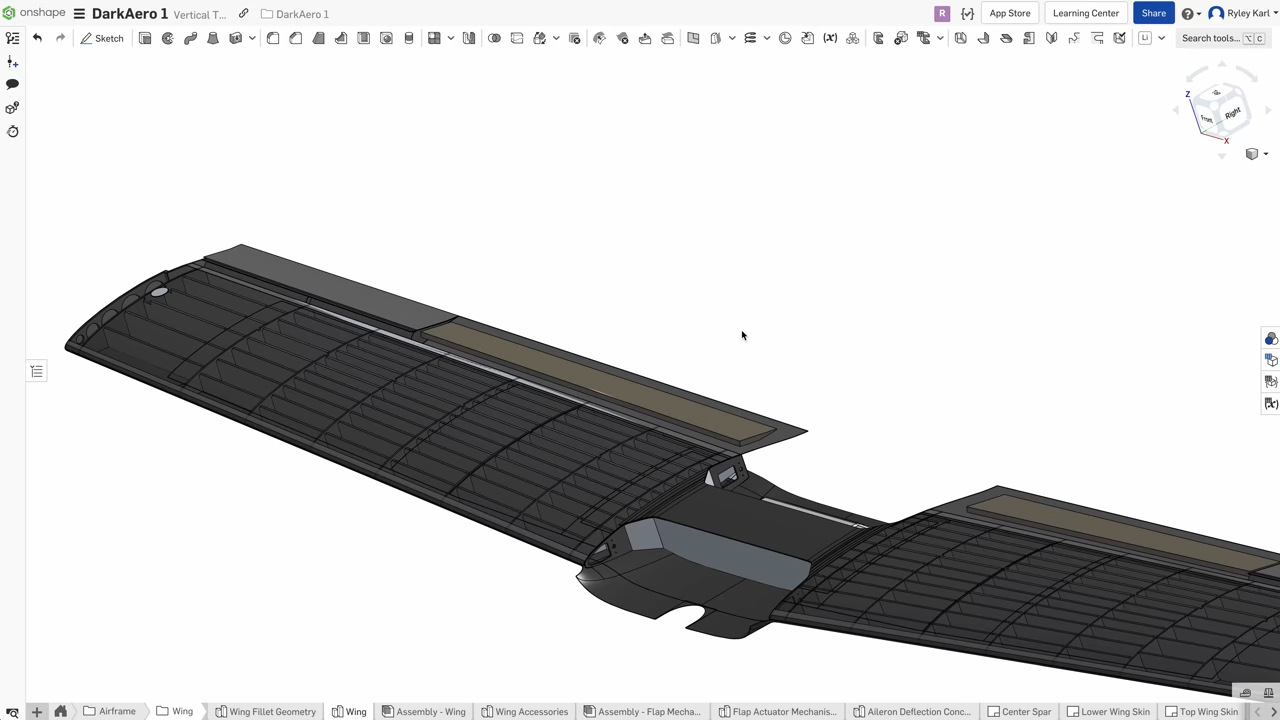 onshape DarkAero 1 Vertical T... DarkAero 1 R App Store Learning Center Share Ryley Karl
Sketch (x) Li Search tools... ⌥ C
Z
Front Right
X
(x)
Airframe Wing Wing Fillet Geometry Wing Assembly - Wing Wing Accessories Assembly - Flap Mecha... Flap Actuator Mechanis... Aileron Deflection Conc... Center Spar Lower Wing Skin Top Wing Skin